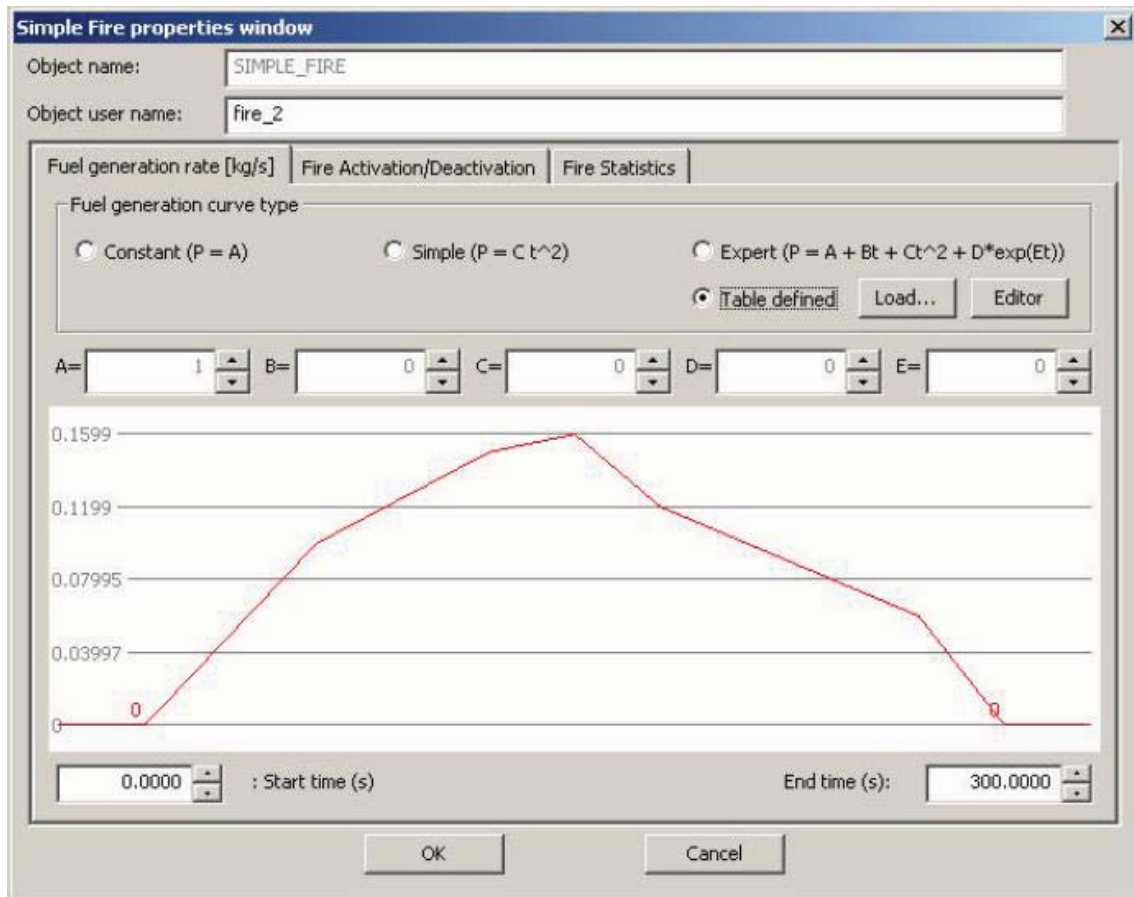 Simple Fire properties window
Object name: SIMPLE_FIRE
Object user name: fire_2
Fuel generation rate [kg/s] Fire Activation/Deactivation Fire Statistics
Fuel generation curve type
Constant (P = A) Simple (P = C t^2) Expert (P = A + Bt + Ct^2 + D*exp(Et))
Table defined Load... Editor
A= 1 B= 0 C= 0 D= 0 E= 0
0.1599
0.1199
0.07995
0.03997
0 0
0
0.0000 : Start time (s) End time (s): 300.0000
OK Cancel